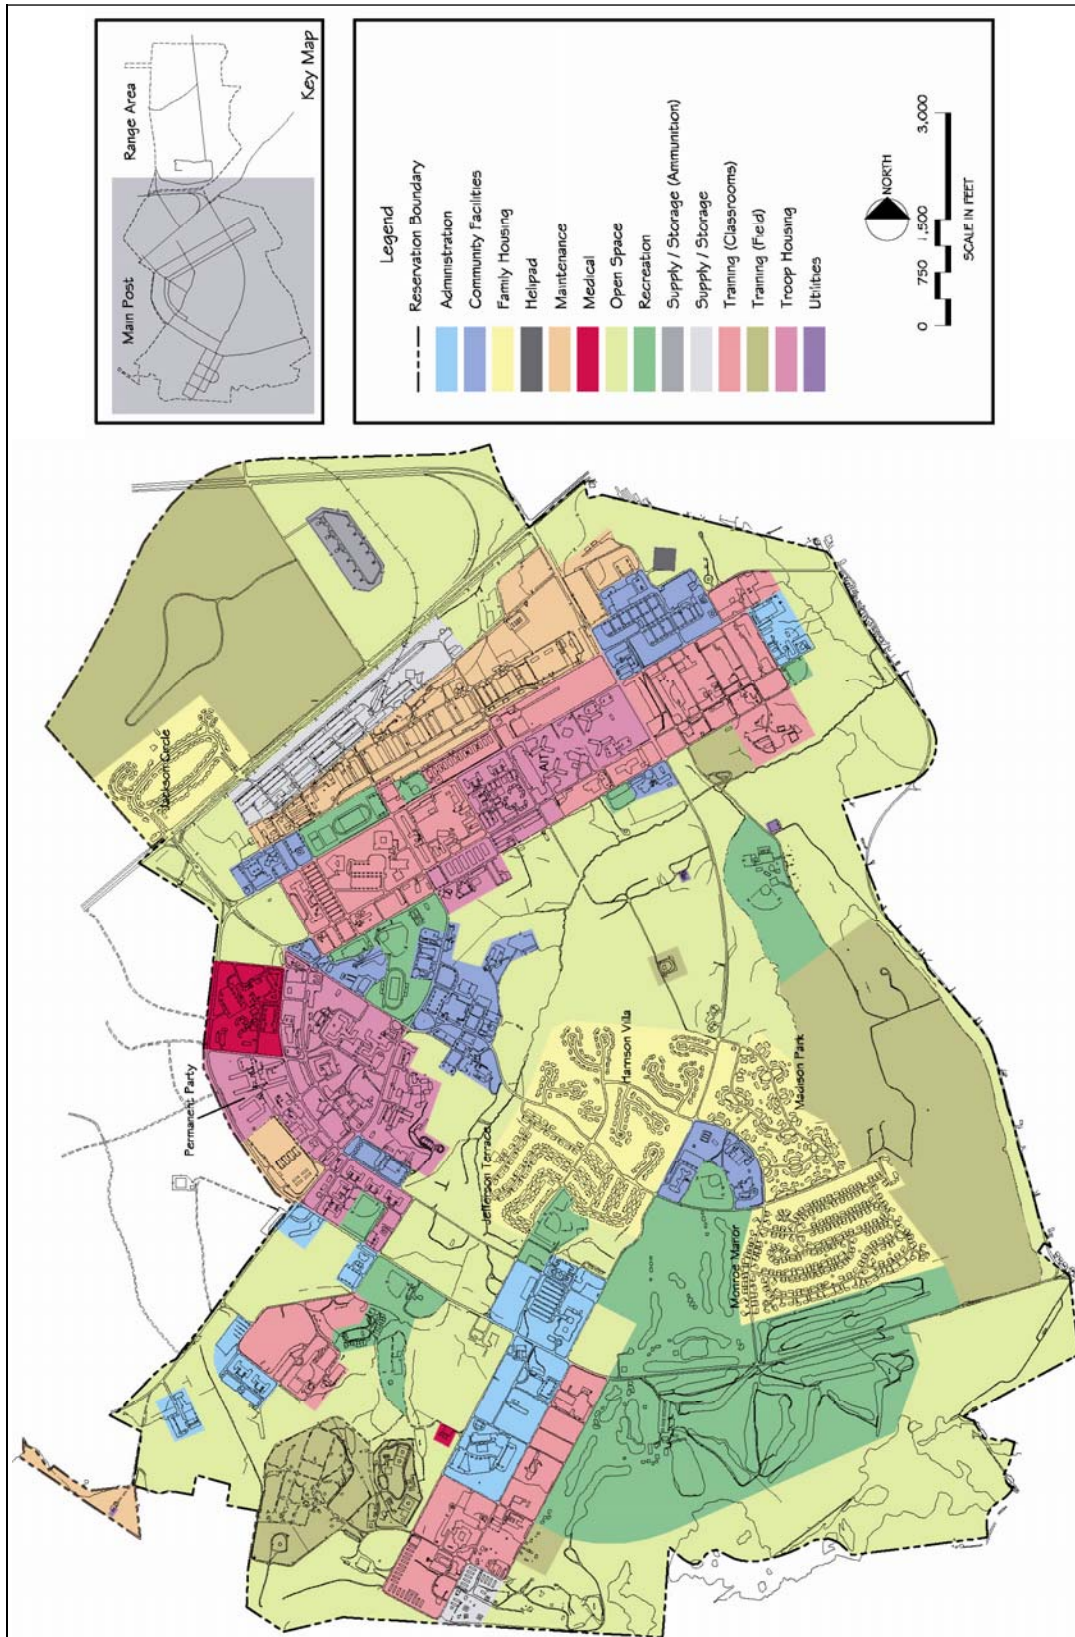 Main Post
Range Area
Key Map
Legend
Reservation Boundary
Administration
Community Facilities
Family Housing
Helipad
Maintenance
Medical
Open Space
Recreation
Supply / Storage (Ammunition)
Supply / Storage
Training (Classrooms)
Training (Field)
Troop Housing
Utilities
NORTH
0 750 1,500 3,000
SCALE IN FEET
Permanent Party
Jackson Circle
AIT
Jefferson Terrace
Harrison Villa
Madison Park
Monroe Manor